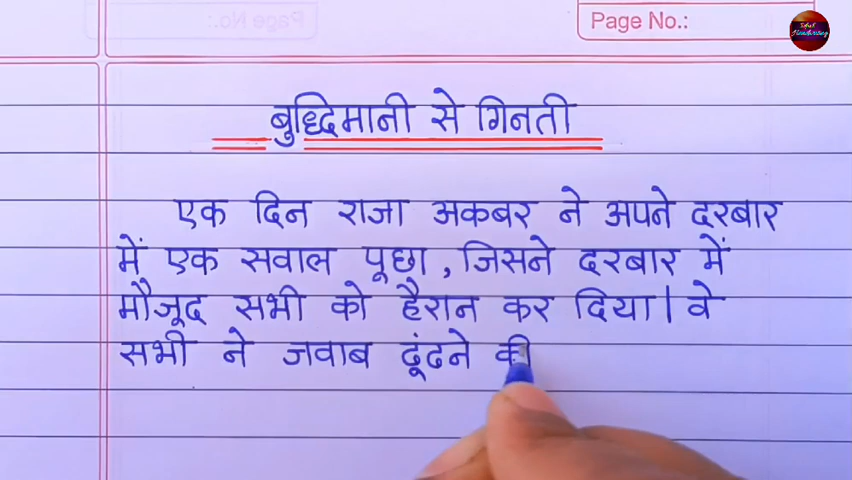 Page No.:
बुद्धिमानी से गिनती
एक दिन राजा अकबर ने अपने दरबार
में एक सवाल पूछा , जिसने दरबार में
मौजूद सभी को हैरान कर दिया । वे
सभी ने जवाब ढूंढने की